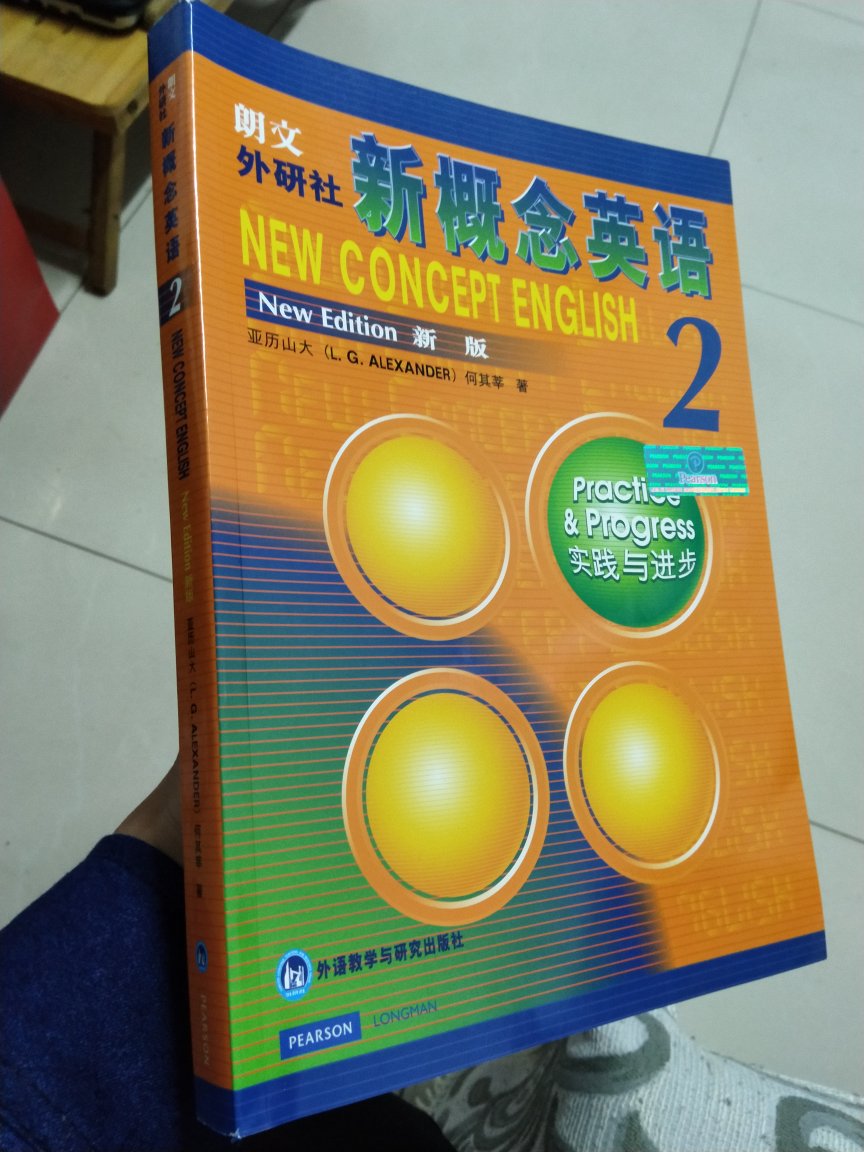 朗文
外研社
新概念英语
NEW CONCEPT ENGLISH
2
New Edition 新 版
亚历山大（L. G. ALEXANDER）何其莘 著
Pearson
Practice
& Progress
实践与进步
外语教学与研究出版社
PEARSON LONGMAN
朗文
外研社
新概念英语
2
NEW CONCEPT ENGLISH
New Edition 新版
亚历山大（L. G. ALEXANDER）何其莘 著
PEARSON